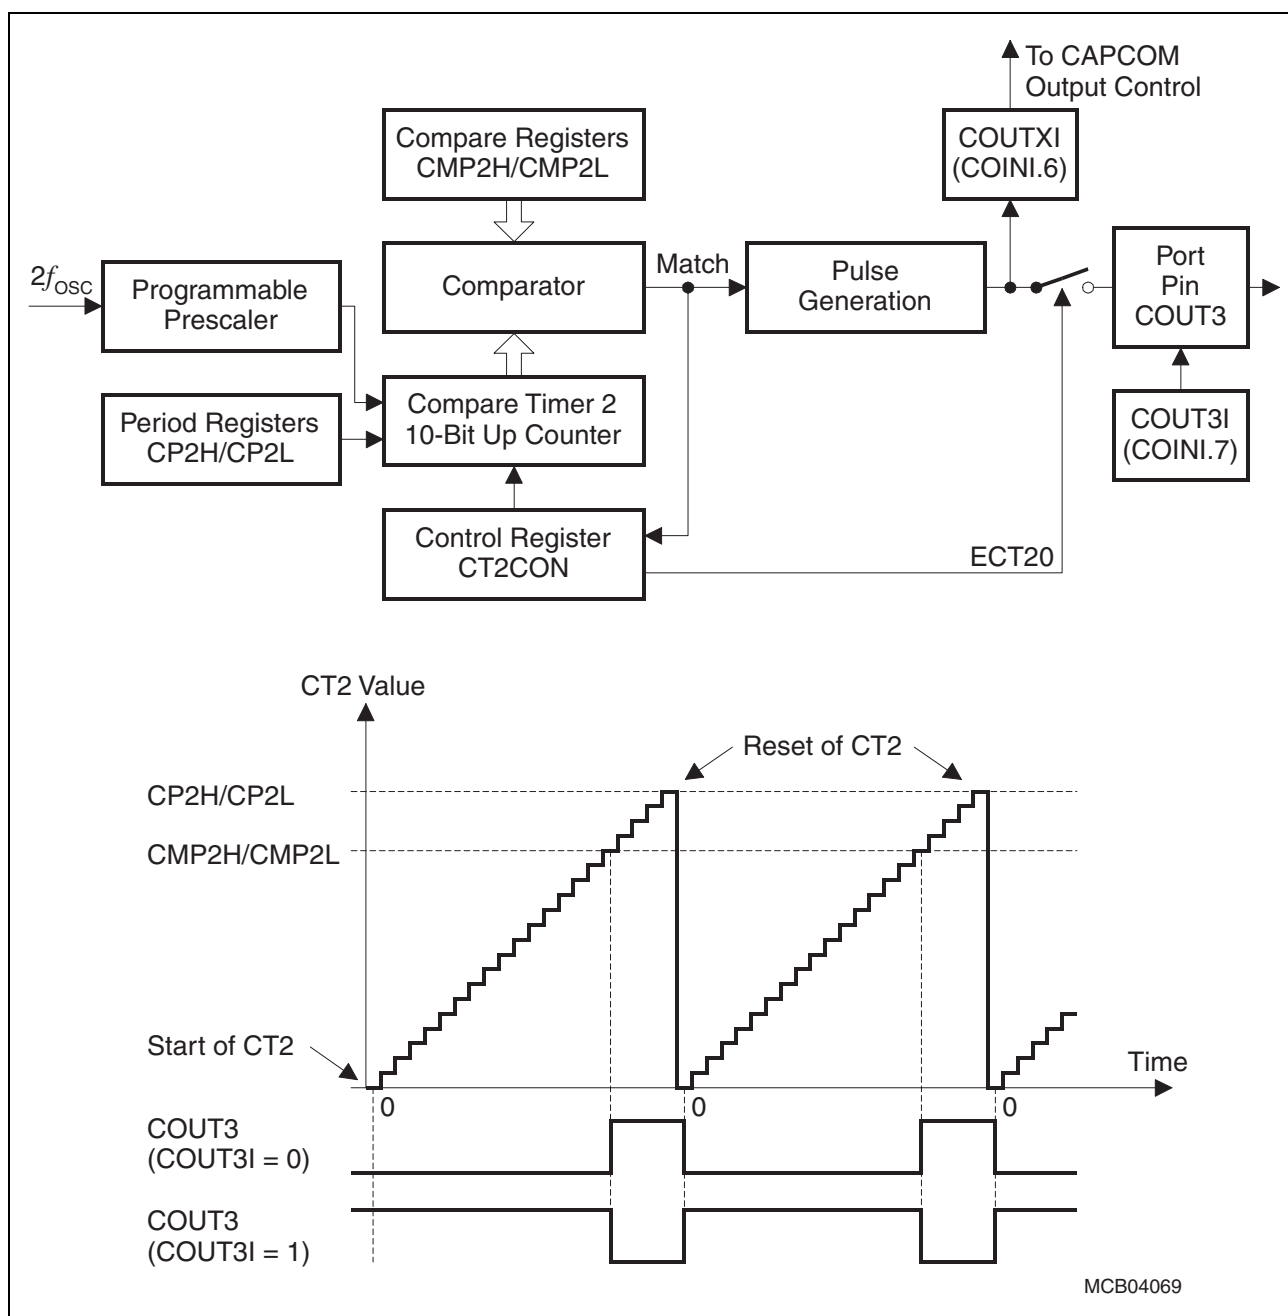 To CAPCOM
Output Control
Compare Registers
CMP2H/CMP2L
COUTXI
(COINI.6)
2fOSC
Programmable
Prescaler
Comparator
Match
Pulse
Generation
Port
Pin
COUT3
Period Registers
CP2H/CP2L
Compare Timer 2
10-Bit Up Counter
COUT3I
(COINI.7)
Control Register
CT2CON
ECT20
CT2 Value
Reset of CT2
CP2H/CP2L
CMP2H/CMP2L
Start of CT2
Time
0
0
0
COUT3
(COUT3I = 0)
COUT3
(COUT3I = 1)
MCB04069